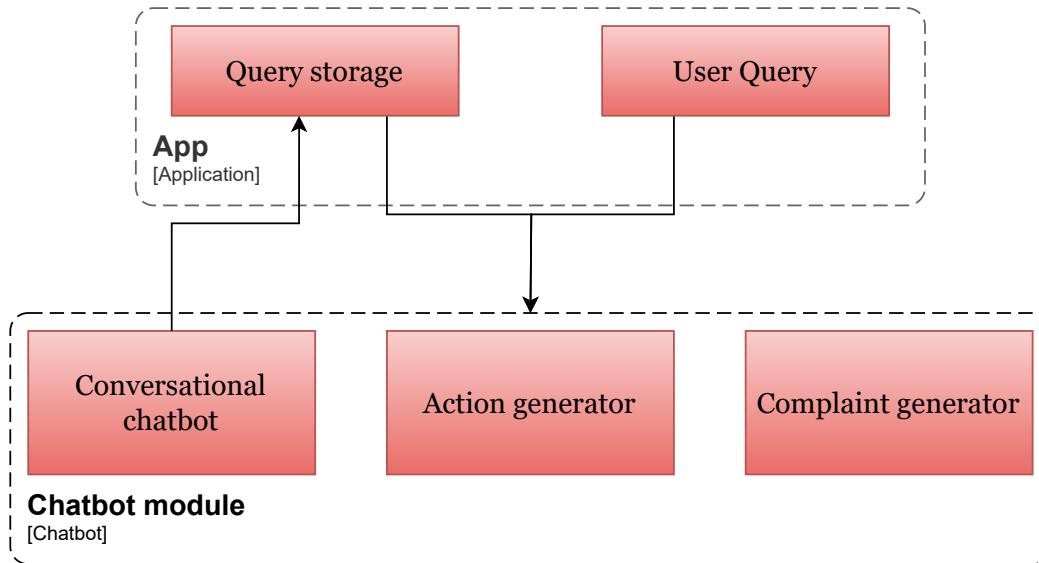 Query storage
User Query
App
[Application]
Conversational
chatbot
Action generator
Complaint generator
Chatbot module
[Chatbot]